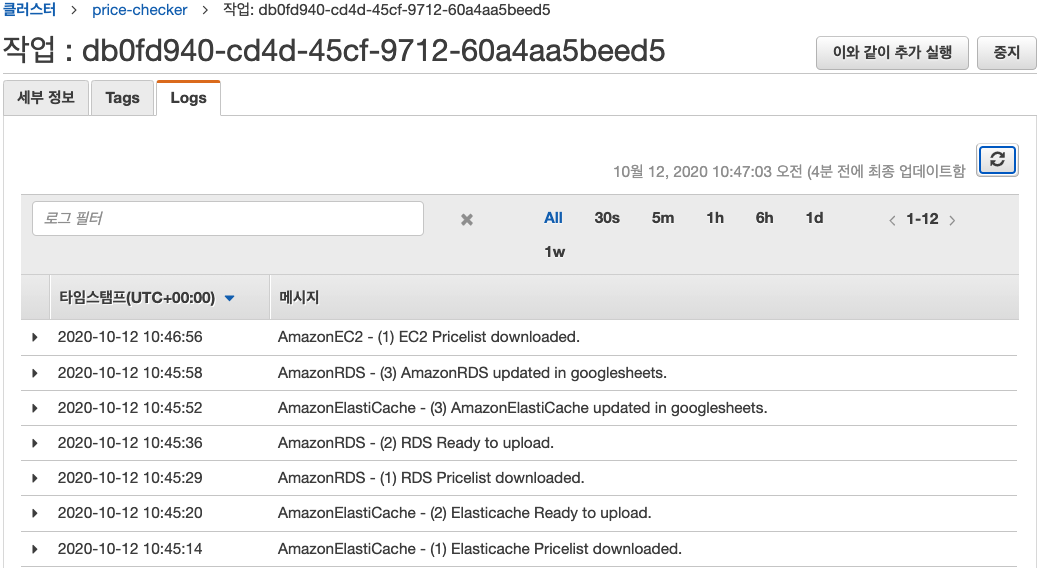 클러스터 > price-checker > 작업: db0fd940-cd4d-45cf-9712-60a4aa5beed5
작업 : db0fd940-cd4d-45cf-9712-60a4aa5beed5
이와 같이 추가 실행 중지
세부 정보 Tags Logs
10월 12, 2020 10:47:03 오전 (4분 전에 최종 업데이트함
로그 필터 All 30s 5m 1h 6h 1d 1-12
1w
타임스탬프(UTC+00:00) 메시지
2020-10-12 10:46:56 AmazonEC2 - (1) EC2 Pricelist downloaded.
2020-10-12 10:45:58 AmazonRDS - (3) AmazonRDS updated in googlesheets.
2020-10-12 10:45:52 AmazonElastiCache - (3) AmazonElastiCache updated in googlesheets.
2020-10-12 10:45:36 AmazonRDS - (2) RDS Ready to upload.
2020-10-12 10:45:29 AmazonRDS - (1) RDS Pricelist downloaded.
2020-10-12 10:45:20 AmazonElastiCache - (2) Elasticache Ready to upload.
2020-10-12 10:45:14 AmazonElastiCache - (1) Elasticache Pricelist downloaded.